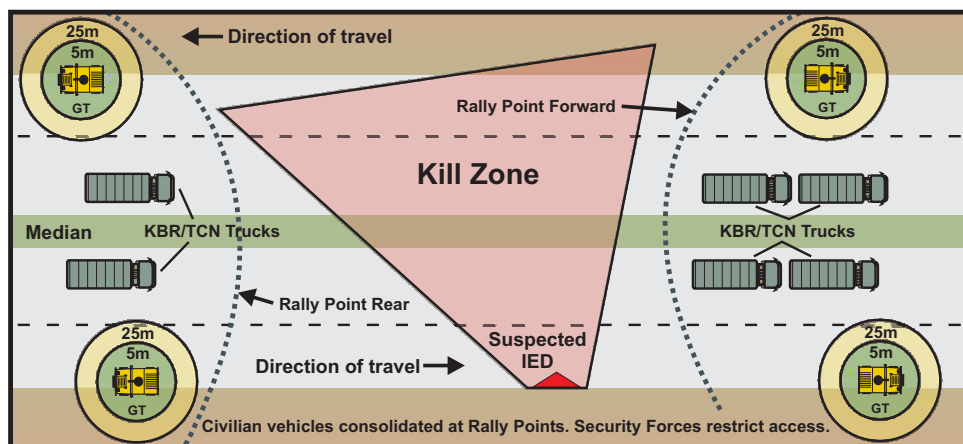 25m
5m
GT
Direction of travel
25m
5m
GT
Rally Point Forward
Kill Zone
Median
KBR/TCN Trucks
KBR/TCN Trucks
Rally Point Rear
25m
5m
GT
Direction of travel
Suspected
IED
25m
5m
GT
Civilian vehicles consolidated at Rally Points. Security Forces restrict access.